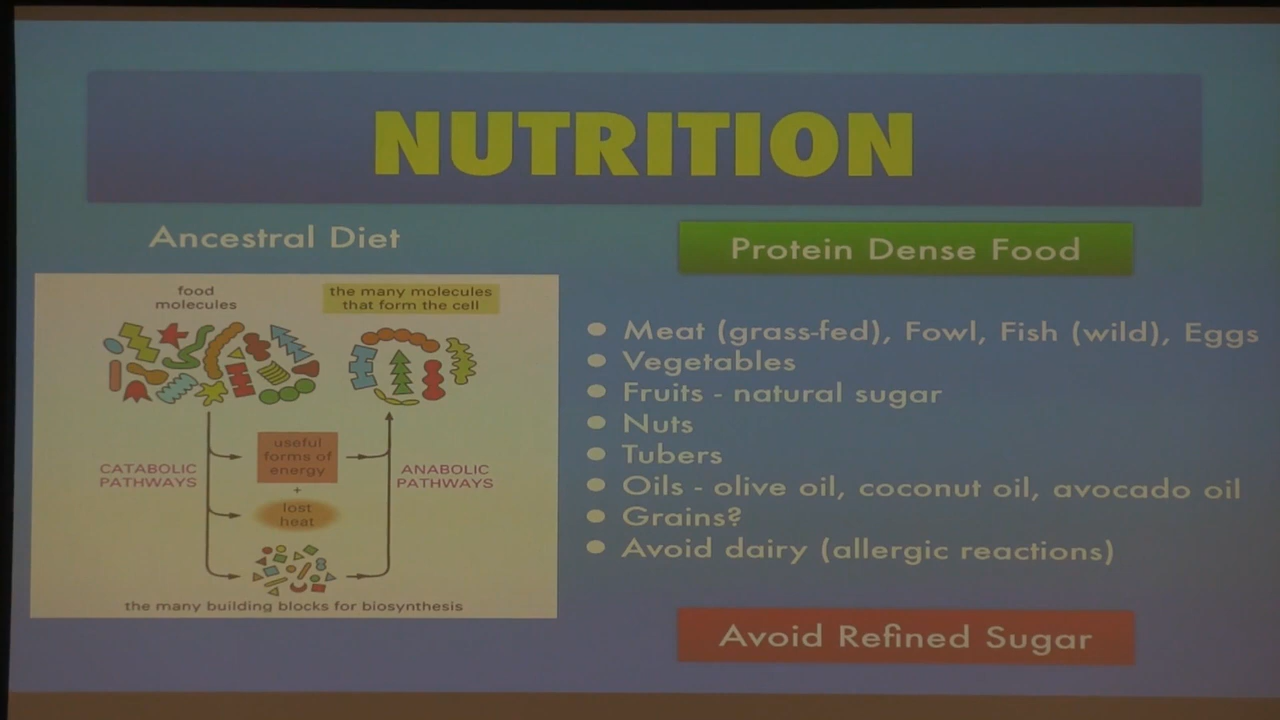 NUTRITION
Ancestral Diet
food
molecules
the many molecules
that form the cell
CATABOLIC
PATHWAYS
useful
forms of
energy
+
lost
heat
ANABOLIC
PATHWAYS
the many building blocks for biosynthesis
Protein Dense Food
● Meat (grass-fed), Fowl, Fish (wild), Eggs
● Vegetables
● Fruits - natural sugar
● Nuts
● Tubers
● Oils - olive oil, coconut oil, avocado oil
● Grains?
● Avoid dairy (allergic reactions)
Avoid Refined Sugar